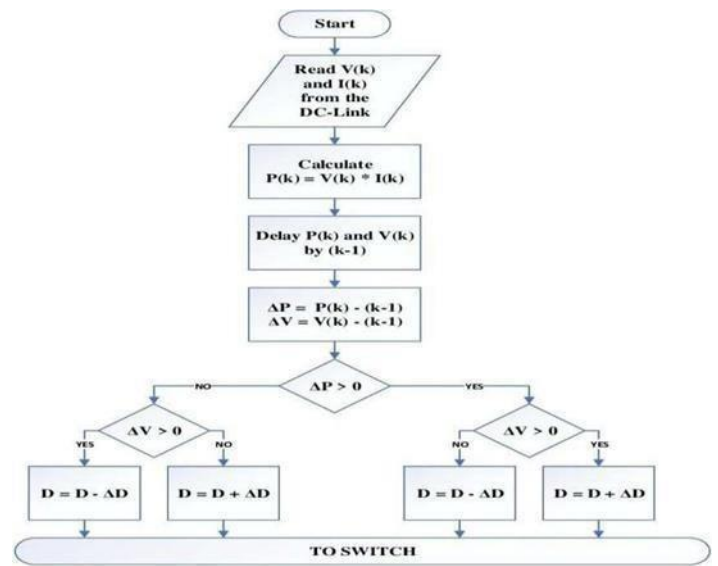 Start
Read V(k)
and I(k)
from the
DC-Link
Calculate
P(k) = V(k) * I(k)
Delay P(k) and V(k)
by (k-1)
ΔP =  P(k) - (k-1)
ΔV = V(k) - (k-1)
ΔP > 0
NO
YES
ΔV > 0
YES
NO
ΔV > 0
NO
YES
D = D - ΔD
D = D + ΔD
D = D - ΔD
D = D + ΔD
TO SWITCH